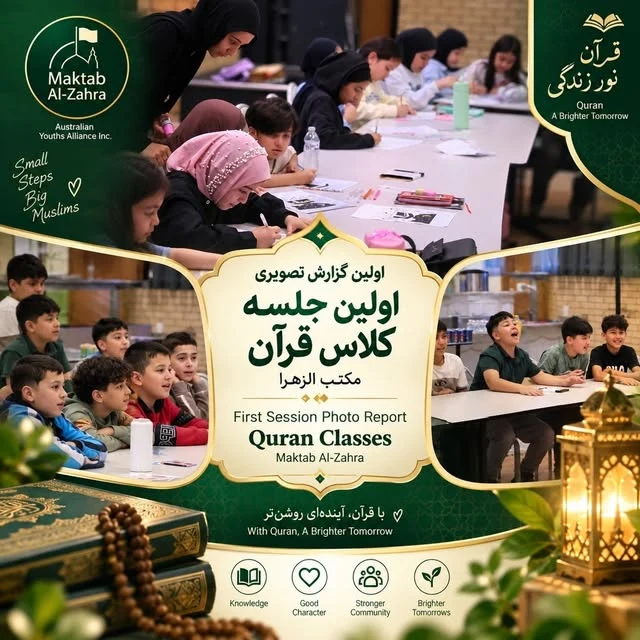 Maktab
Al-Zahra
Australian
Youths Alliance Inc.
Small
Steps
Big
Muslims
قرآن
نور زندگی
Quran
A Brighter Tomorrow
اولین گزارش تصویری
اولین جلسه
کلاس قرآن
مکتب الزهرا
First Session Photo Report
Quran Classes
Maktab Al-Zahra
با قرآن، آینده‌ای روشن‌تر
With Quran, A Brighter Tomorrow
Knowledge
Good
Character
Stronger
Community
Brighter
Tomorrows